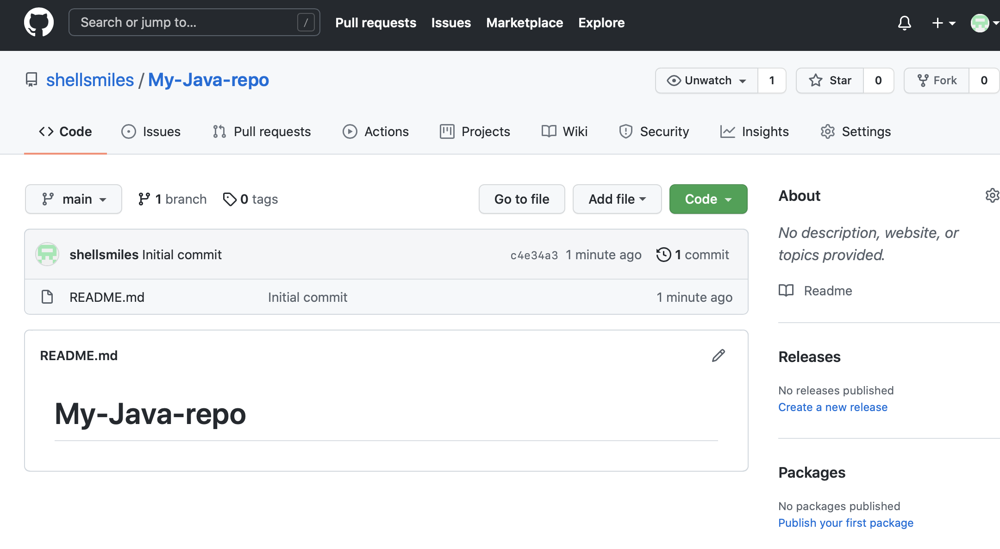 Search or jump to... /
Pull requests Issues Marketplace Explore
shellsmiles / My-Java-repo
Unwatch 1 Star 0 Fork 0
Code Issues Pull requests Actions Projects Wiki Security Insights Settings
main 1 branch 0 tags
Go to file Add file Code
shellsmiles Initial commit c4e34a3 1 minute ago 1 commit
README.md Initial commit 1 minute ago
README.md
My-Java-repo
About
No description, website, or
topics provided.
Readme
Releases
No releases published
Create a new release
Packages
No packages published
Publish your first package